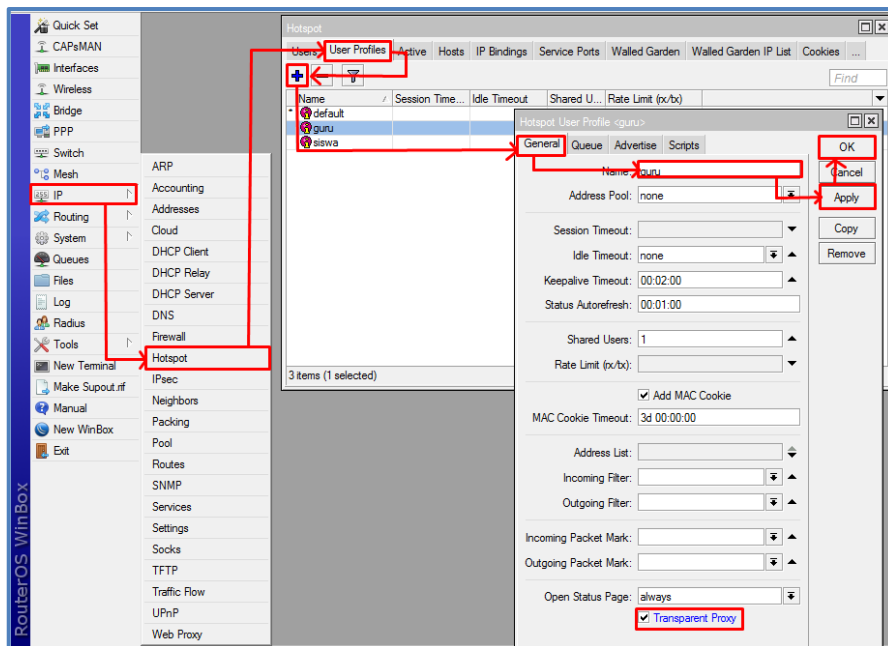 Quick Set
CAPsMAN
Interfaces
Wireless
Bridge
PPP
Switch
Mesh
IP
Routing
System
Queues
Files
Log
Radius
Tools
New Terminal
Make Supout.rif
Manual
New WinBox
Exit
RouterOS WinBox
ARP
Accounting
Addresses
Cloud
DHCP Client
DHCP Relay
DHCP Server
DNS
Firewall
Hotspot
IPsec
Neighbors
Packing
Pool
Routes
SNMP
Services
Settings
Socks
TFTP
Traffic Flow
UPnP
Web Proxy
Hotspot
Users User Profiles Active Hosts IP Bindings Service Ports Walled Garden Walled Garden IP List Cookies ...
Find
Name Session Time... Idle Timeout Shared U... Rate Limit (rx/tx)
* default
guru
siswa
3 items (1 selected)
Hotspot User Profile <guru>
General Queue Advertise Scripts
Name: guru
Address Pool: none
Session Timeout:
Idle Timeout: none
Keepalive Timeout: 00:02:00
Status Autorefresh: 00:01:00
Shared Users: 1
Rate Limit (rx/tx):
Add MAC Cookie
MAC Cookie Timeout: 3d 00:00:00
Address List:
Incoming Filter:
Outgoing Filter:
Incoming Packet Mark:
Outgoing Packet Mark:
Open Status Page: always
Transparent Proxy
OK
Cancel
Apply
Copy
Remove